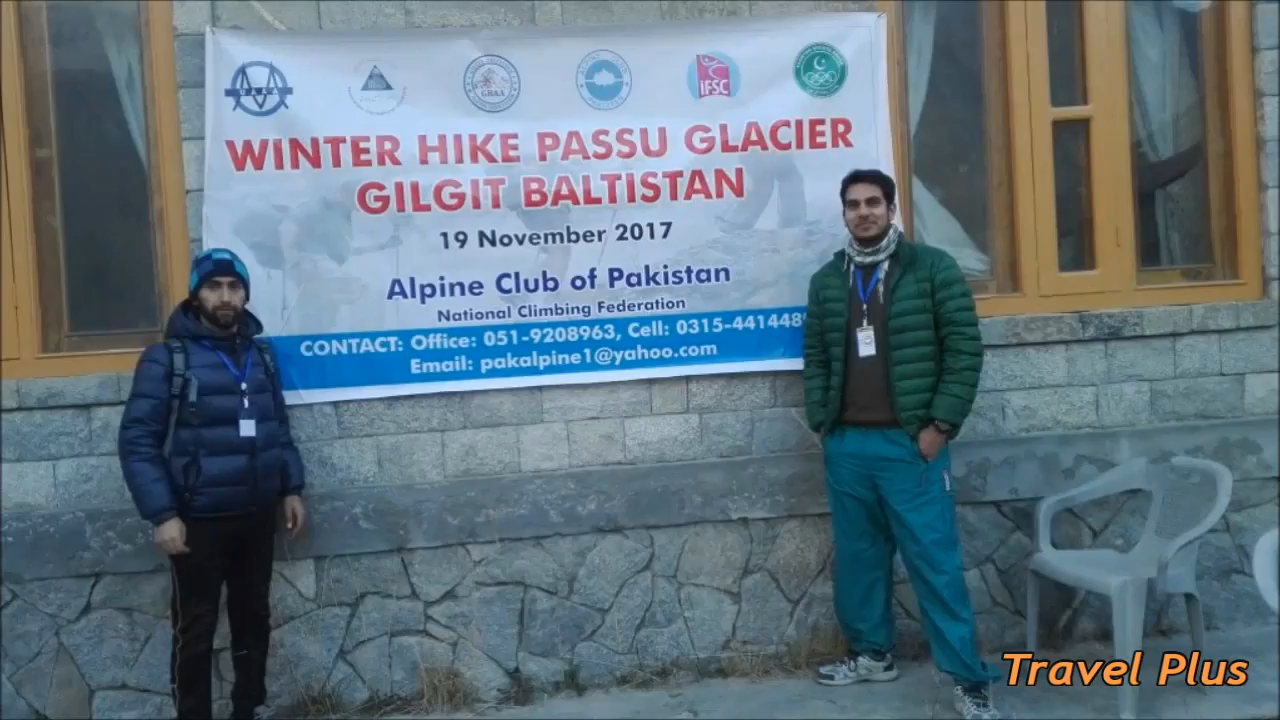 GBAA
iFSC
WINTER HIKE PASSU GLACIER
GILGIT BALTISTAN
19 November 2017
Alpine Club of Pakistan
National Climbing Federation
CONTACT: Office: 051-9208963, Cell: 0315-441448
Email: pakalpine1@yahoo.com
Travel Plus